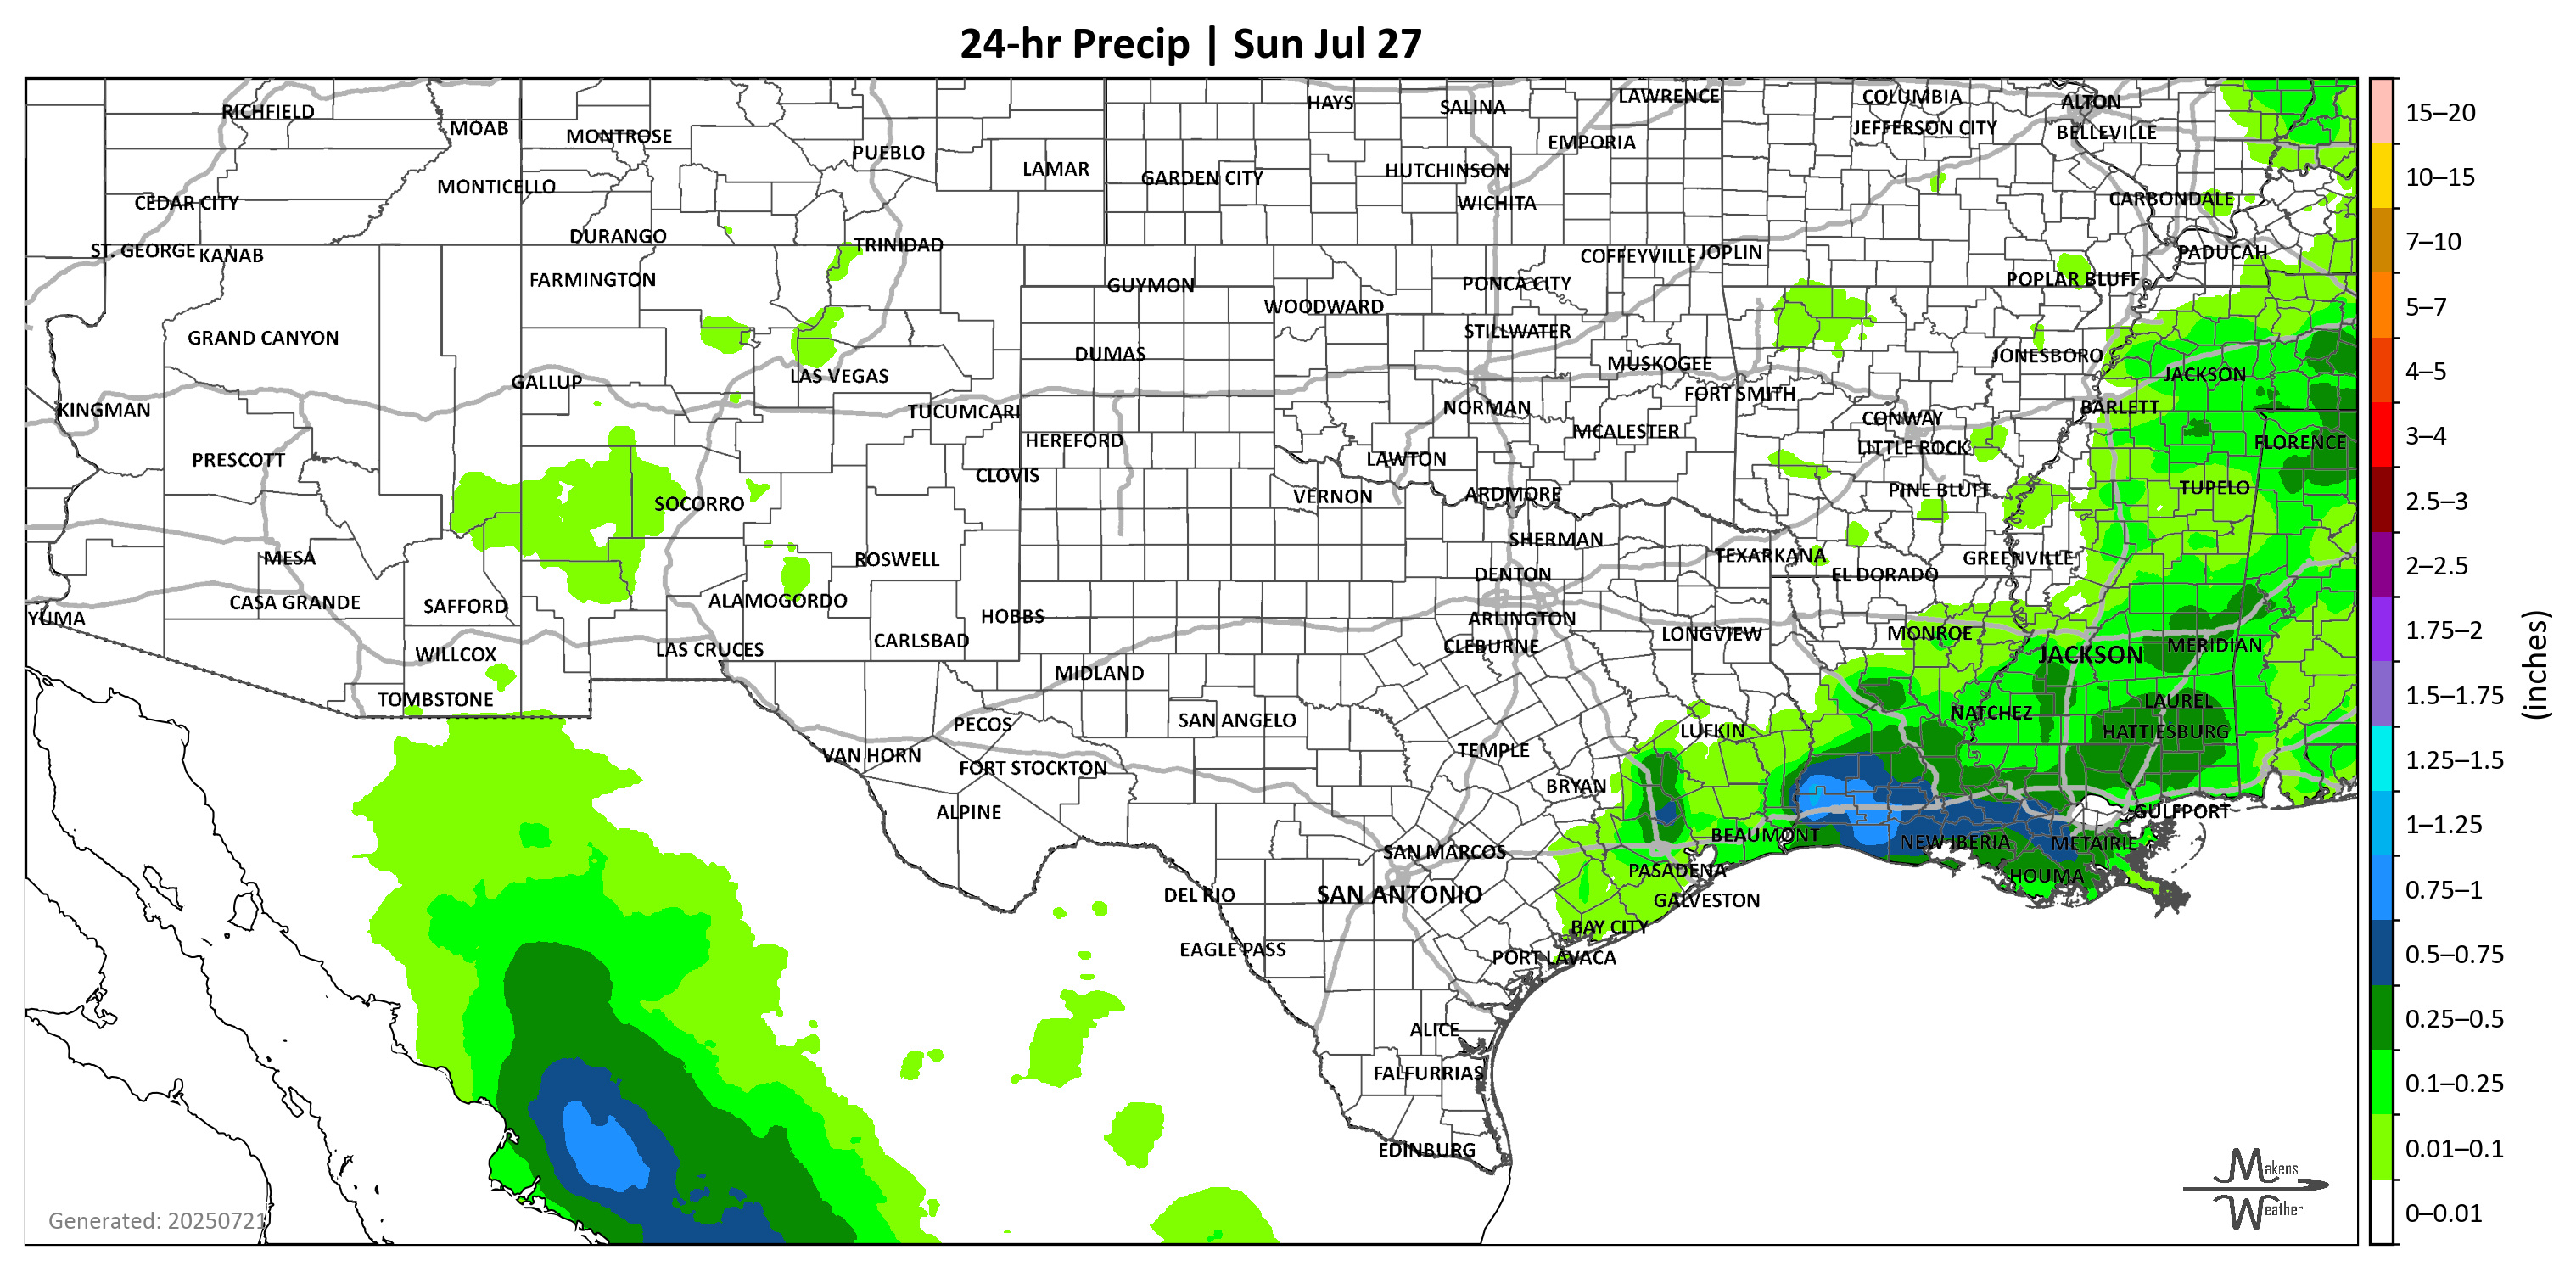 24-hr Precip | Sun Jul 27
RICHFIELD
MOAB
MONTROSE
PUEBLO
LAMAR
HAYS
SALINA
LAWRENCE
COLUMBIA
ALTON
JEFFERSON CITY
BELLEVILLE
EMPORIA
GARDEN CITY
HUTCHINSON
WICHITA
CEDAR CITY
MONTICELLO
CARBONDALE
ST. GEORGE
KANAB
DURANGO
TRINIDAD
COFFEYVILLE
JOPLIN
PADUCAH
FARMINGTON
GUYMON
WOODWARD
PONCA CITY
POPLAR BLUFF
GRAND CANYON
DUMAS
STILLWATER
MUSKOGEE
JONESBORO
JACKSON
GALLUP
LAS VEGAS
FORT SMITH
KINGMAN
TUCUMCARI
NORMAN
CONWAY
BARLETT
HEREFORD
MCALESTER
LITTLE ROCK
FLORENCE
PRESCOTT
CLOVIS
LAWTON
SOCORRO
VERNON
ARDMORE
PINE BLUFF
TUPELO
MESA
ROSWELL
SHERMAN
TEXARKANA
GREENVILLE
DENTON
EL DORADO
CASA GRANDE
SAFFORD
ALAMOGORDO
HOBBS
ARLINGTON
YUMA
WILLCOX
LAS CRUCES
CARLSBAD
CLEBURNE
LONGVIEW
MONROE
JACKSON
MERIDIAN
TOMBSTONE
MIDLAND
PECOS
SAN ANGELO
LUFKIN
NATCHEZ
LAUREL
HATTIESBURG
VAN HORN
FORT STOCKTON
TEMPLE
BRYAN
ALPINE
GULFPORT
SAN MARCOS
BEAUMONT
NEW IBERIA
METAIRIE
PASADENA
HOUMA
DEL RIO
SAN ANTONIO
GALVESTON
BAY CITY
EAGLE PASS
PORT LAVACA
ALICE
FALFURRIAS
EDINBURG
Generated: 20250721
Makens
Weather
15–20
10–15
7–10
5–7
4–5
3–4
2.5–3
2–2.5
1.75–2
1.5–1.75
1.25–1.5
1–1.25
0.75–1
0.5–0.75
0.25–0.5
0.1–0.25
0.01–0.1
0–0.01
(inches)